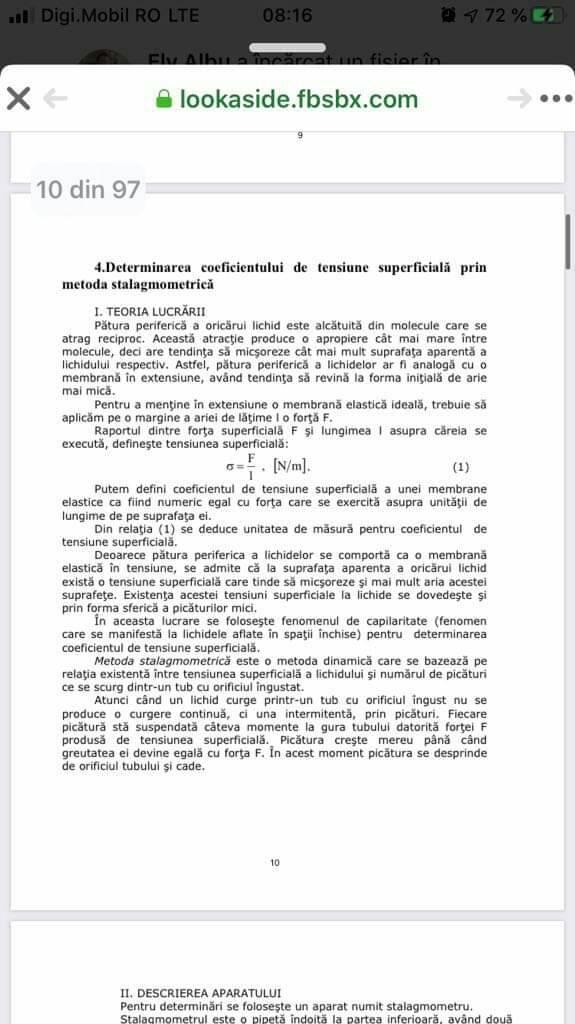 Digi.Mobil RO LTE 08:16 72 %
Ely Albu a încărcat un fișier în
lookaside.fbsbx.com
9
10 din 97
4.Determinarea coeficientului de tensiune superficială prin
metoda stalagmometrică
I. TEORIA LUCRĂRII
Pătura periferică a oricărui lichid este alcătuită din molecule care se
atrag reciproc. Această atracție produce o apropiere cât mai mare între
molecule, deci are tendința să micșoreze cât mai mult suprafața aparentă a
lichidului respectiv. Astfel, pătura periferică a lichidelor ar fi analogă cu o
membrană în extensiune, având tendința să revină la forma inițială de arie
mai mică.
Pentru a menține în extensiune o membrană elastică ideală, trebuie să
aplicăm pe o margine a ariei de lățime l o forță F.
Raportul dintre forța superficială F și lungimea l asupra căreia se
execută, definește tensiunea superficială:
σ = F/l , [N/m]. (1)
Putem defini coeficientul de tensiune superficială a unei membrane
elastice ca fiind numeric egal cu forța care se exercită asupra unității de
lungime de pe suprafața ei.
Din relația (1) se deduce unitatea de măsură pentru coeficientul de
tensiune superficială.
Deoarece pătura periferica a lichidelor se comportă ca o membrană
elastică în tensiune, se admite că la suprafața aparenta a oricărui lichid
există o tensiune superficială care tinde să micșoreze și mai mult aria acestei
suprafețe. Existența acestei tensiuni superficiale la lichide se dovedește și
prin forma sferică a picăturilor mici.
În aceasta lucrare se folosește fenomenul de capilaritate (fenomen
care se manifestă la lichidele aflate în spații închise) pentru determinarea
coeficientul de tensiune superficială.
Metoda stalagmometrică este o metoda dinamică care se bazează pe
relația existentă între tensiunea superficială a lichidului și numărul de picături
ce se scurg dintr-un tub cu orificiul îngustat.
Atunci când un lichid curge printr-un tub cu orificiul îngust nu se
produce o curgere continuă, ci una intermitentă, prin picături. Fiecare
picătură stă suspendată câteva momente la gura tubului datorită forței F
produsă de tensiunea superficială. Picătura crește mereu până când
greutatea ei devine egală cu forța F. În acest moment picătura se desprinde
de orificiul tubului și cade.
10
II. DESCRIEREA APARATULUI
Pentru determinări se folosește un aparat numit stalagmometru.
Stalagmometrul este o pipetă îndoită la partea inferioară, având două